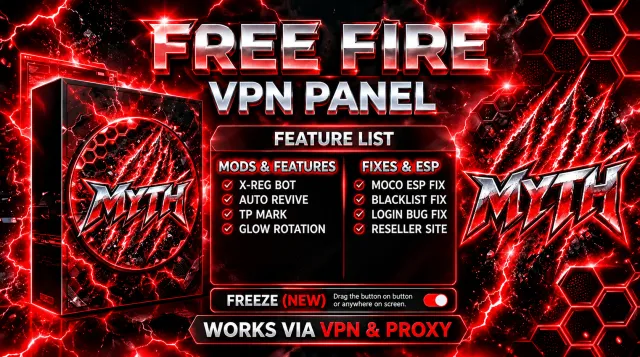 FREE FIRE
VPN PANEL
FEATURE LIST
MODS & FEATURES
X-REG BOT
AUTO REVIVE
TP MARK
GLOW ROTATION
FIXES & ESP
MOCO ESP FIX
BLACKLIST FIX
LOGIN BUG FIX
RESELLER SITE
MYTH
MYTH
FREEZE (NEW)
Drag the button on button
or anywhere on screen.
WORKS VIA VPN & PROXY